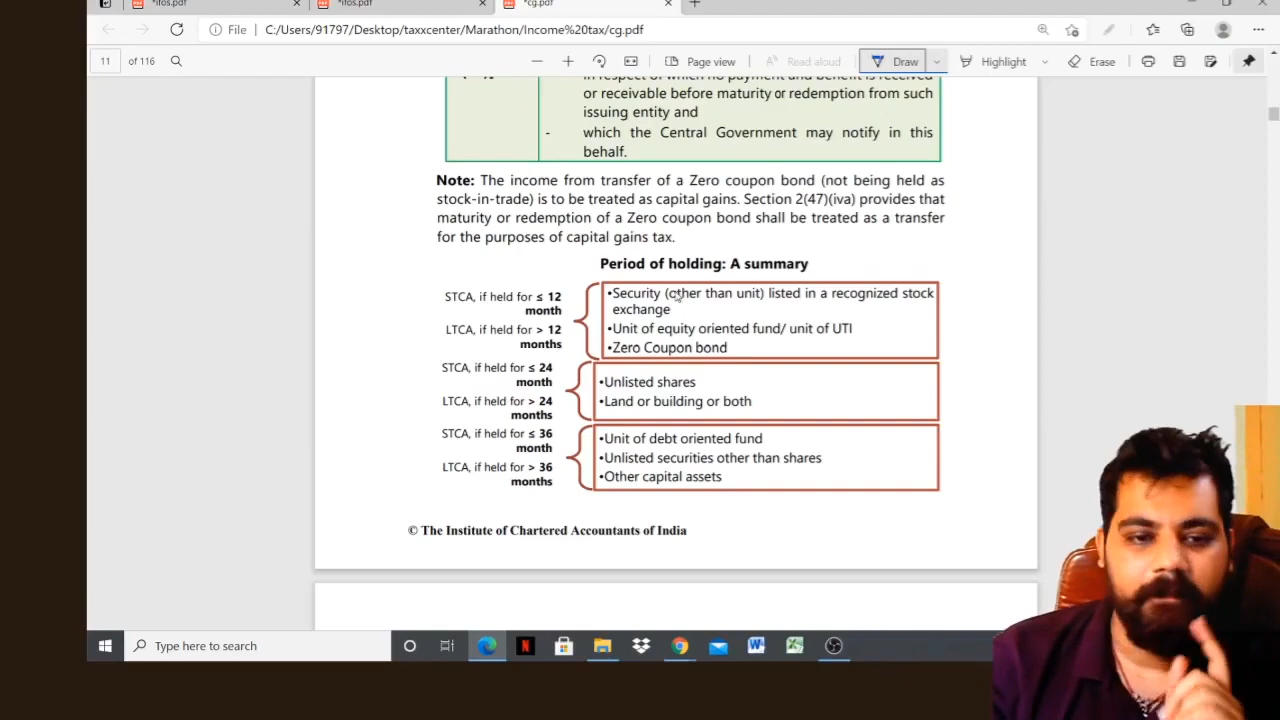 *ifos.pdf
*ifos.pdf
*cg.pdf
File C:/Users/91797/Desktop/taxxcenter/Marathon/Income%20tax/cg.pdf
11 of 116 Page view Read aloud Draw Highlight Erase
in respect of which no payment and benefit is received
or receivable before maturity or redemption from such
issuing entity and
- which the Central Government may notify in this
behalf.
Note: The income from transfer of a Zero coupon bond (not being held as
stock-in-trade) is to be treated as capital gains. Section 2(47)(iva) provides that
maturity or redemption of a Zero coupon bond shall be treated as a transfer
for the purposes of capital gains tax.
Period of holding: A summary
STCA, if held for ≤ 12
month
LTCA, if held for > 12
months
•Security (other than unit) listed in a recognized stock
exchange
•Unit of equity oriented fund/ unit of UTI
•Zero Coupon bond
STCA, if held for ≤ 24
month
LTCA, if held for > 24
months
•Unlisted shares
•Land or building or both
STCA, if held for ≤ 36
month
LTCA, if held for > 36
months
•Unit of debt oriented fund
•Unlisted securities other than shares
•Other capital assets
© The Institute of Chartered Accountants of India
Type here to search